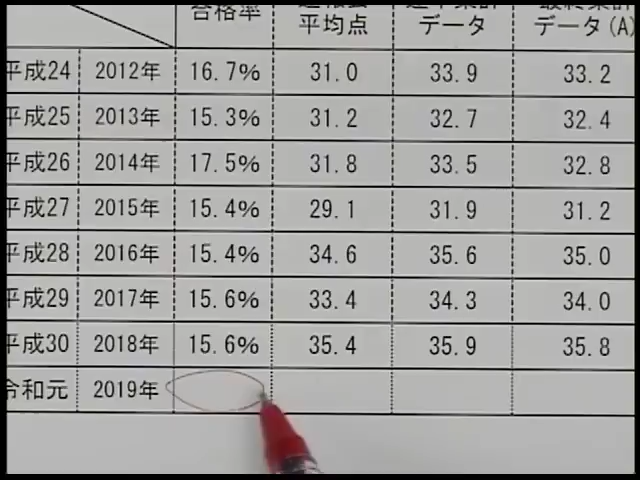 合格率 平均点 データ データ(A)
平成24 2012年 16.7% 31.0 33.9 33.2
平成25 2013年 15.3% 31.2 32.7 32.4
平成26 2014年 17.5% 31.8 33.5 32.8
平成27 2015年 15.4% 29.1 31.9 31.2
平成28 2016年 15.4% 34.6 35.6 35.0
平成29 2017年 15.6% 33.4 34.3 34.0
平成30 2018年 15.6% 35.4 35.9 35.8
令和元 2019年